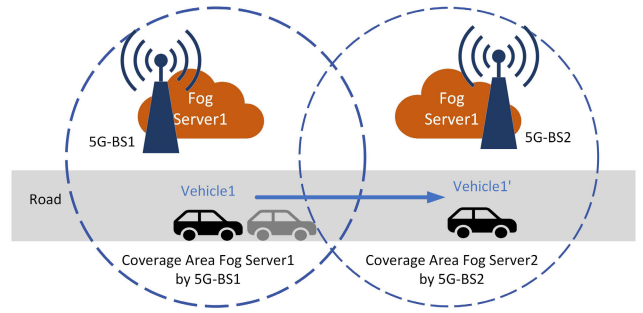 Fog
Server1
5G-BS1
Fog
Server1
5G-BS2
Road
Vehicle1
Vehicle1'
Coverage Area Fog Server1
by 5G-BS1
Coverage Area Fog Server2
by 5G-BS2